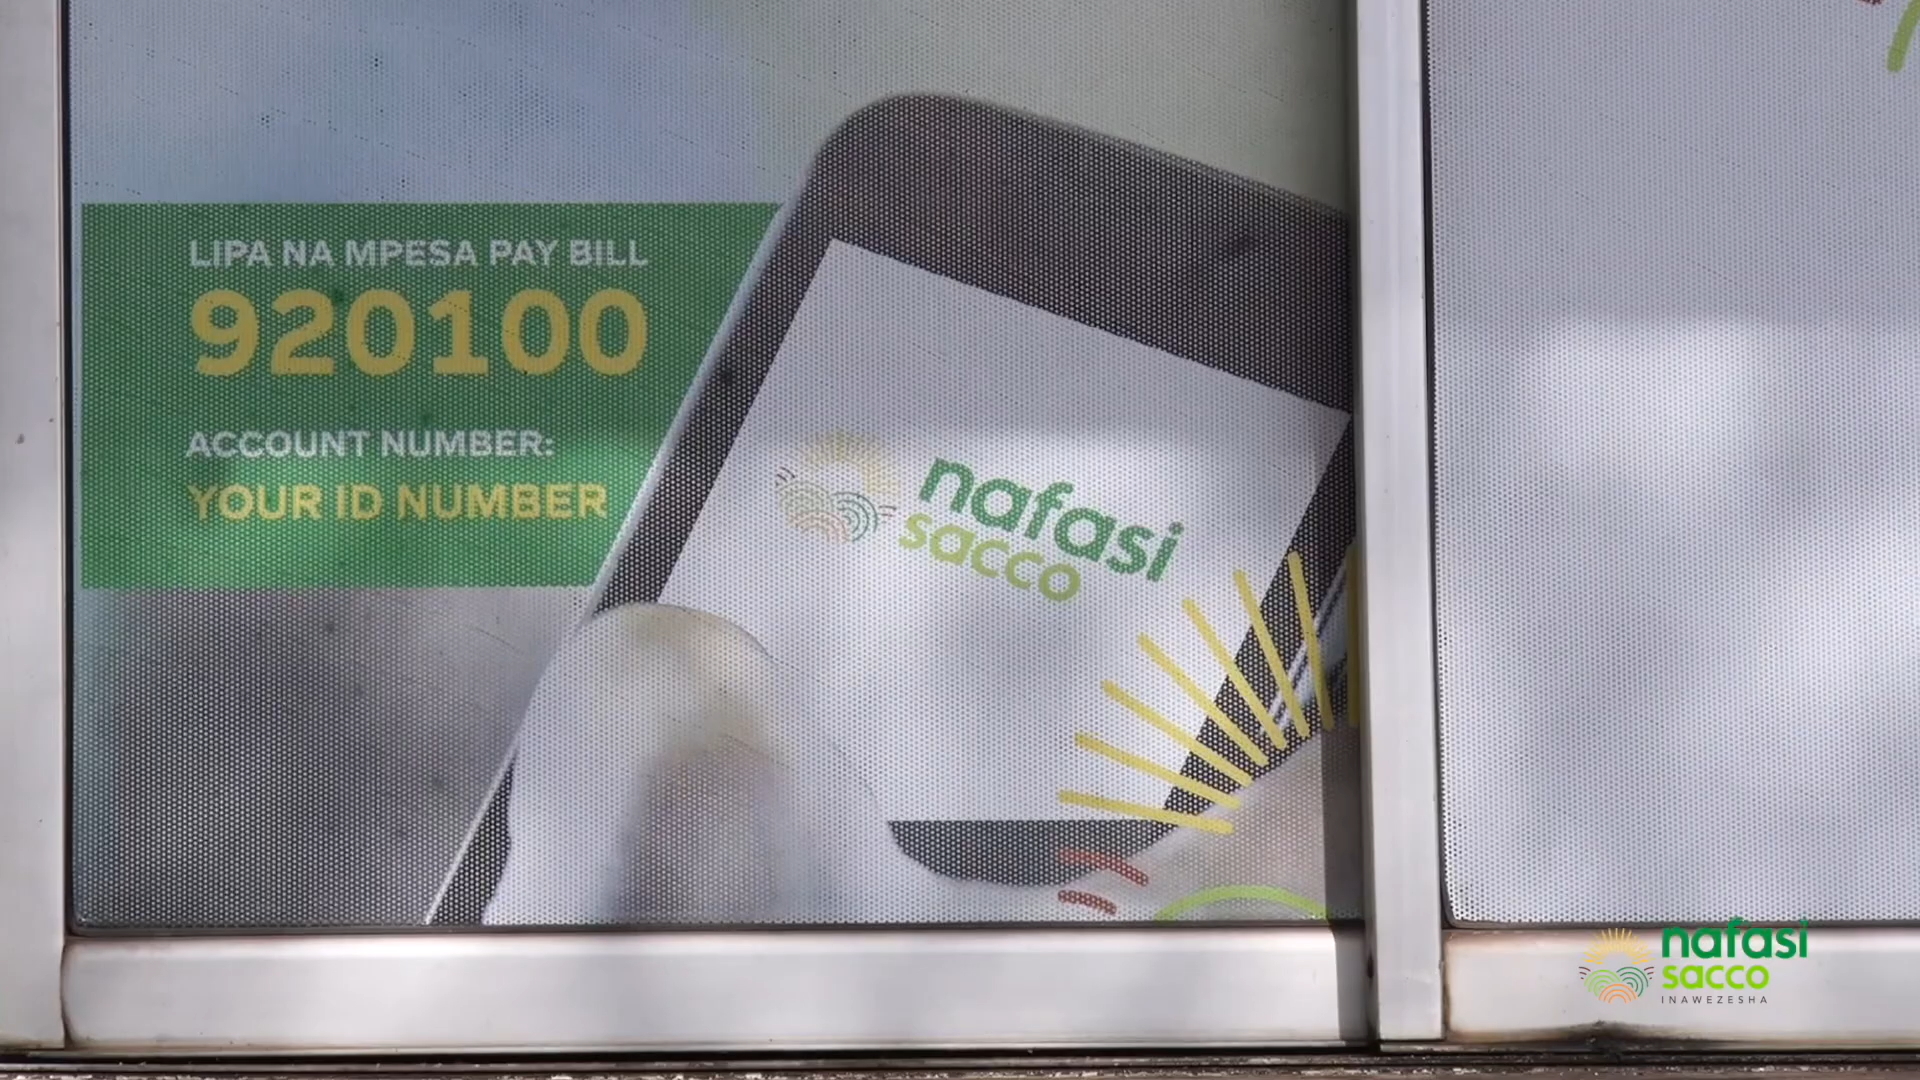 LIPA NA MPESA PAY BILL
920100
ACCOUNT NUMBER:
YOUR ID NUMBER
nafasi
sacco
nafasi
sacco
INAWEZESHA